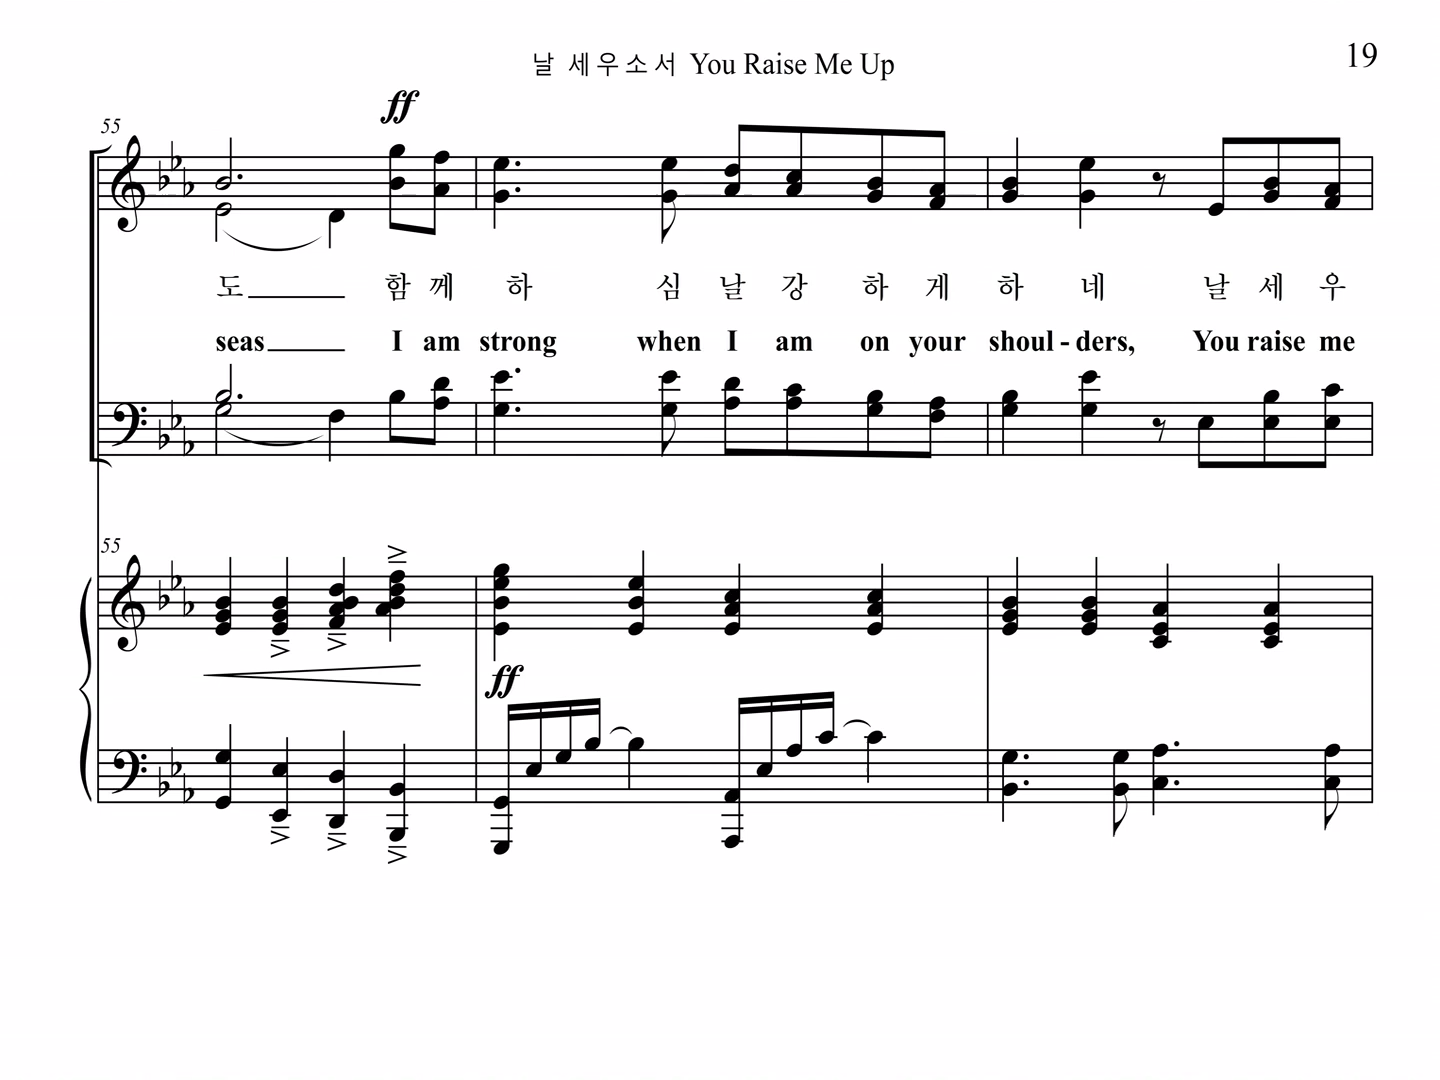 날 세우소서 You Raise Me Up
19
55
ff
도 함 께 하 심 날 강 하 게 하 네 날 세 우
seas I am strong when I am on your shoul - ders, You raise me
55
ff